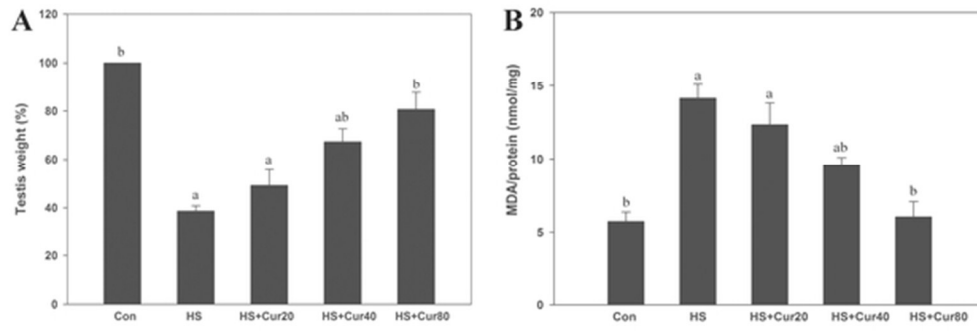 A
Testis weight (%)
120
100
80
60
40
20
0
b
a
a
ab
b
Con HS HS+Cur20 HS+Cur40 HS+Cur80
B
MDA/protein (nmol/mg)
20
15
10
5
0
b
a
a
ab
b
Con HS HS+Cur20 HS+Cur40 HS+Cur80